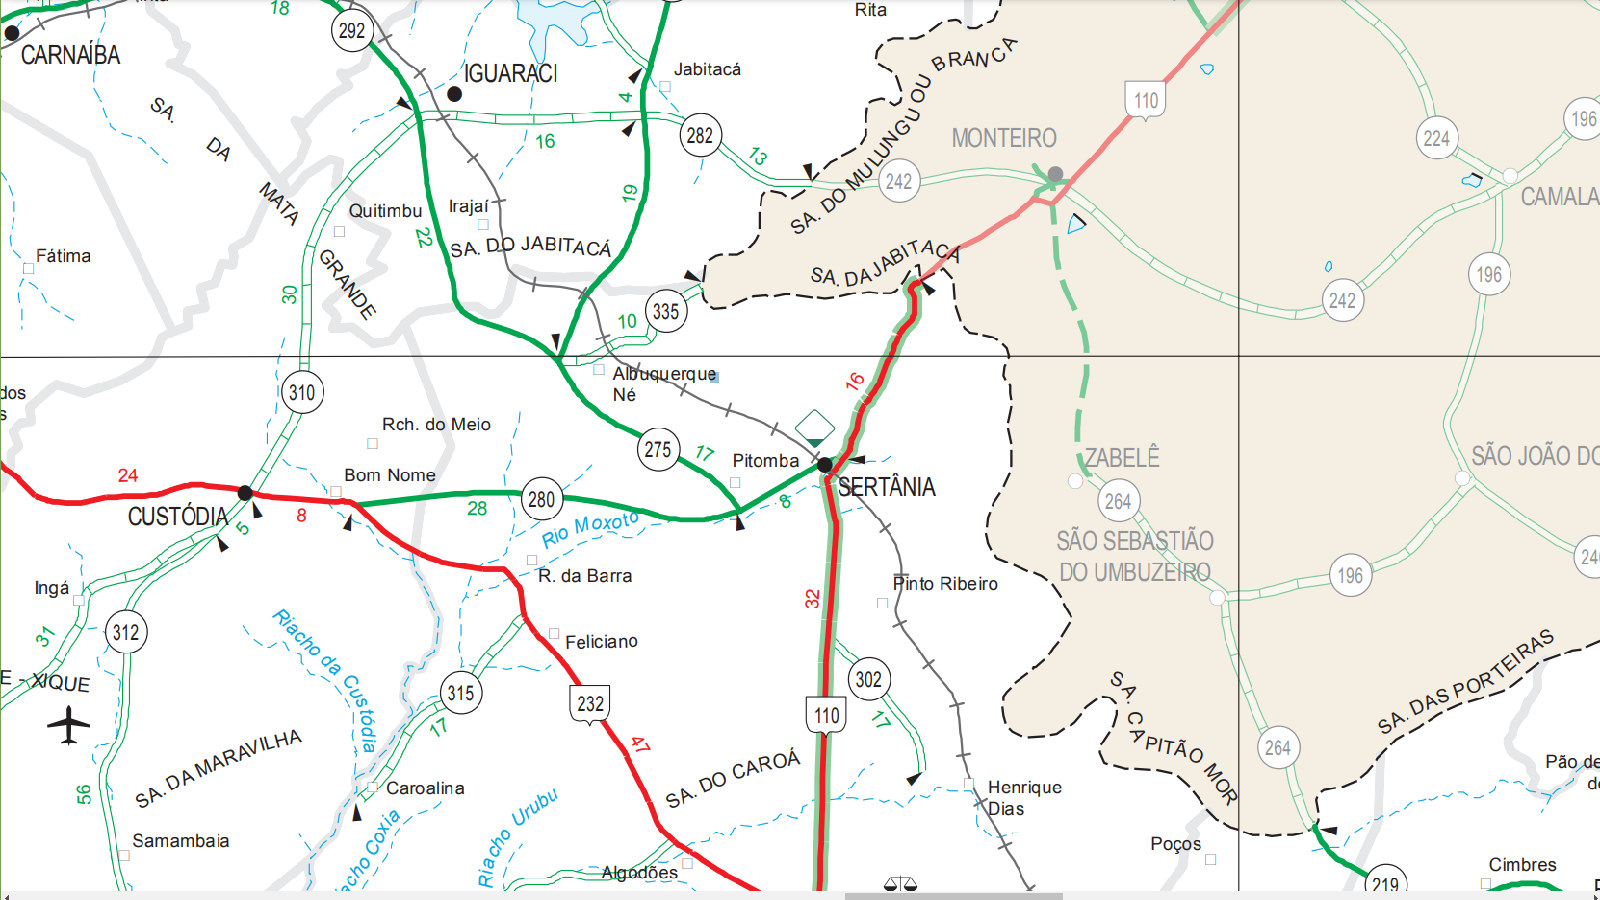 18
292
CARNAÍBA
IGUARACI
Jabitacá
Rita
4
SA.
DA
MATA
GRANDE
16
282
13
SA. DO MULUNGU OU BRANCA
110
MONTEIRO
242
224
196
CAMALA
Quitimbu
Irajaí
22
19
SA. DO JABITACÁ
SA. DA JABITACÁ
Fátima
30
10
335
242
196
16
310
dos
s
Albuquerque
Né
Rch. do Meio
275
17
Pitomba
ZABELÊ
SÃO JOÃO DO
24
Bom Nome
SERTÂNIA
CUSTÓDIA
8
28
280
8
264
5
Rio Moxotó
SÃO SEBASTIÃO
DO UMBUZEIRO
196
24
Ingá
R. da Barra
32
Pinto Ribeiro
31
312
Riacho da Custódia
Feliciano
E - XIQUE
315
232
302
110
17
17
47
SA. CAPITÃO MOR
SA. DAS PORTEIRAS
264
SA. DA MARAVILHA
SA. DO CAROÁ
56
Caroalina
Henrique
Dias
Pão de
Samambaia
acho Coxia
Riacho Urubu
Algodões
Poços
Cimbres
219